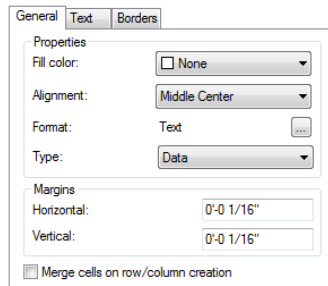 General Text Borders
Properties
Fill color: None
Alignment: Middle Center
Format: Text ...
Type: Data
Margins
Horizontal: 0'-0 1/16"
Vertical: 0'-0 1/16"
Merge cells on row/column creation